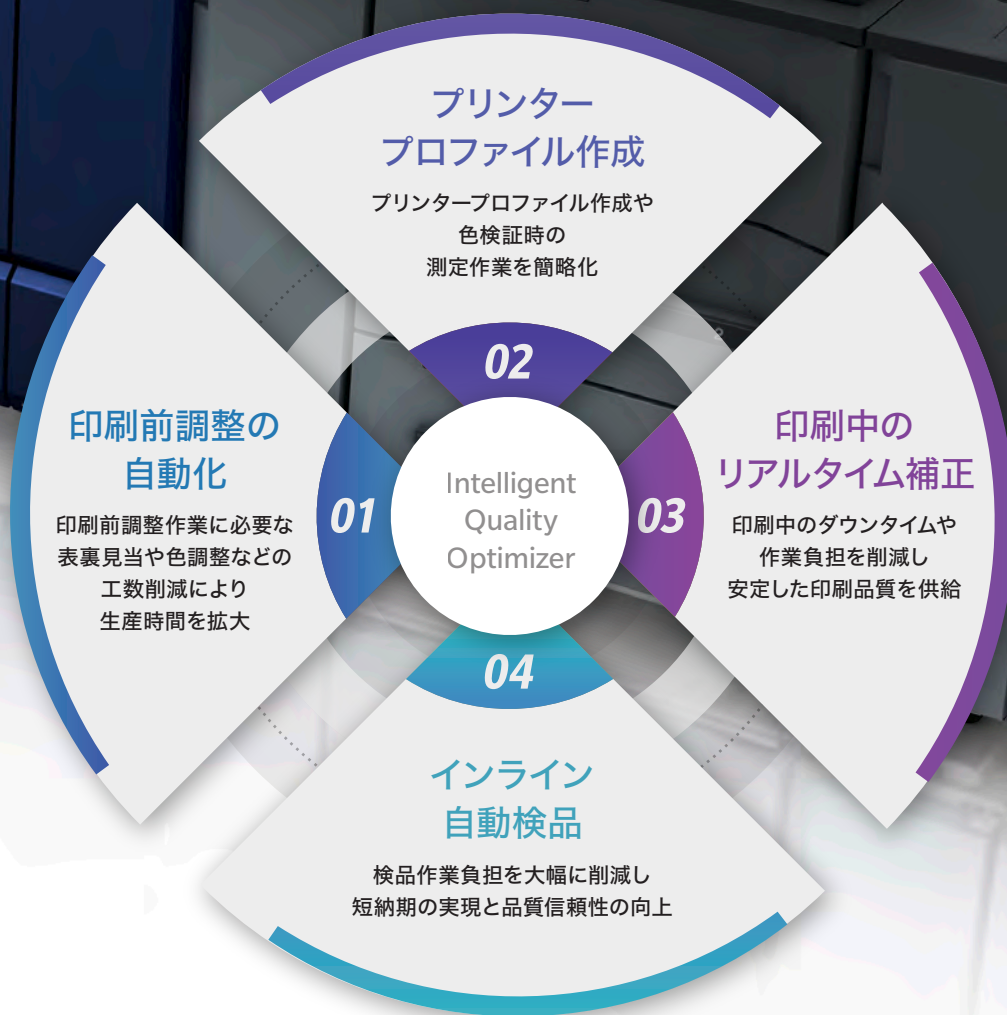 プリンター
プロファイル作成
プリンタープロファイル作成や
色検証時の
測定作業を簡略化
02
印刷前調整の
自動化
印刷前調整作業に必要な
表裏見当や色調整などの
工数削減により
生産時間を拡大
01
Intelligent
Quality
Optimizer
03
印刷中の
リアルタイム補正
印刷中のダウンタイムや
作業負担を削減し
安定した印刷品質を供給
04
インライン
自動検品
検品作業負担を大幅に削減し
短納期の実現と品質信頼性の向上